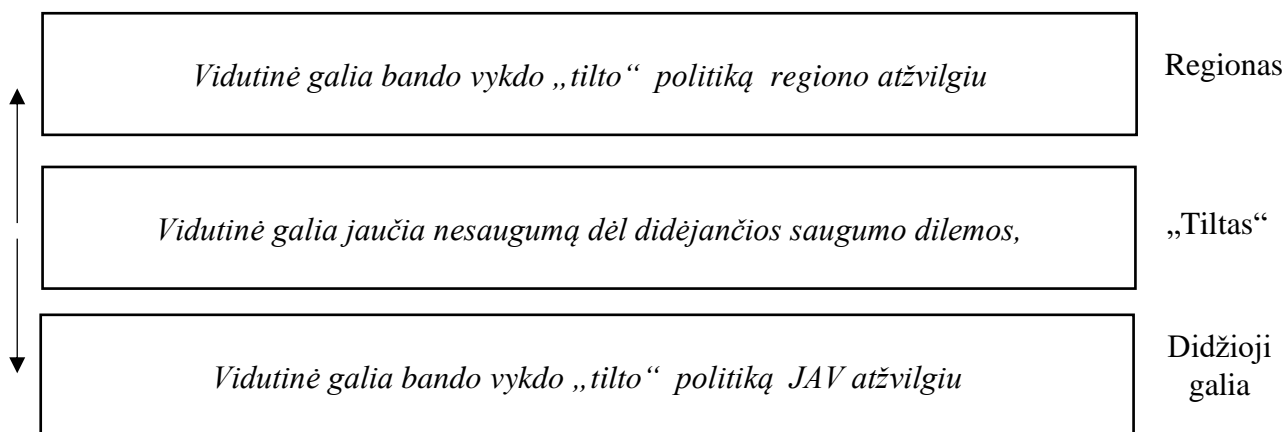 Vidutinė galia bando vykdo „tilto“ politiką regiono atžvilgiu
Regionas
Vidutinė galia jaučia nesaugumą dėl didėjančios saugumo dilemos,
„Tiltas“
Vidutinė galia bando vykdo „tilto“ politiką JAV atžvilgiu
Didžioji
galia